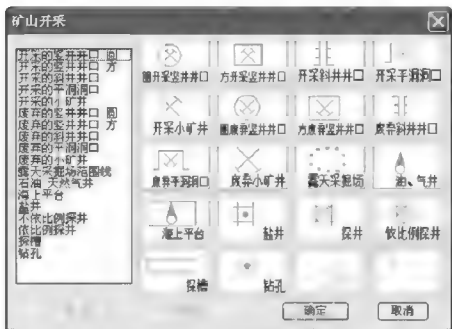 矿山开采
开采的竖井井口 圆
开采的竖井井口 方
开采的斜井井口
开采的平洞洞口
开采的小矿井
废弃的竖井井口 圆
废弃的竖井井口 方
废弃的斜井井口
废弃的平洞洞口
废弃的小矿井
露天采掘场范围线
石油 天然气井
海上平台
盐井
不依比例探井
依比例探井
探槽
钻孔
圆开采竖井井口 方开采竖井井口 开采斜井井口 开采平洞洞口
开采小矿井 圆废弃竖井井口 方废弃竖井井口 废弃斜井井口
废弃平洞洞口 废弃小矿井 露天采掘场 油、气井
海上平台 盐井 探井 依比例探井
探槽 钻孔
确定 取消